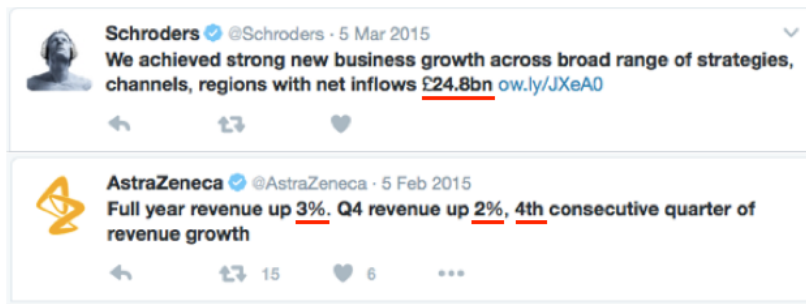 Schroders @Schroders · 5 Mar 2015
We achieved strong new business growth across broad range of strategies,
channels, regions with net inflows £24.8bn ow.ly/JXeA0
AstraZeneca @AstraZeneca · 5 Feb 2015
Full year revenue up 3%. Q4 revenue up 2%, 4th consecutive quarter of
revenue growth
15 6